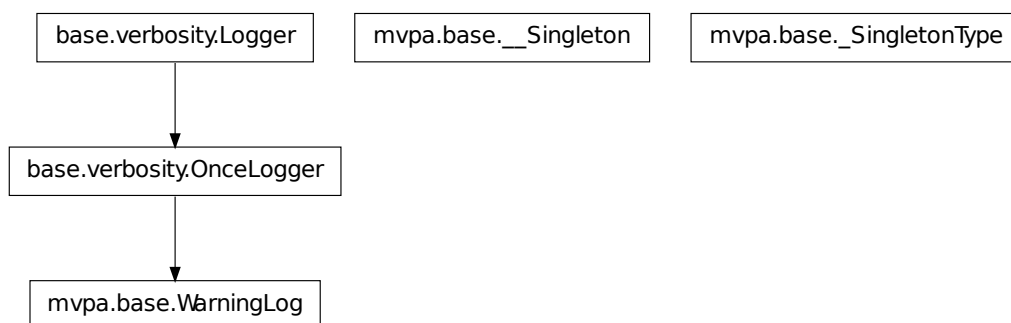 base.verbosity.Logger
mvpa.base.__Singleton
mvpa.base._SingletonType
base.verbosity.OnceLogger
mvpa.base.WarningLog